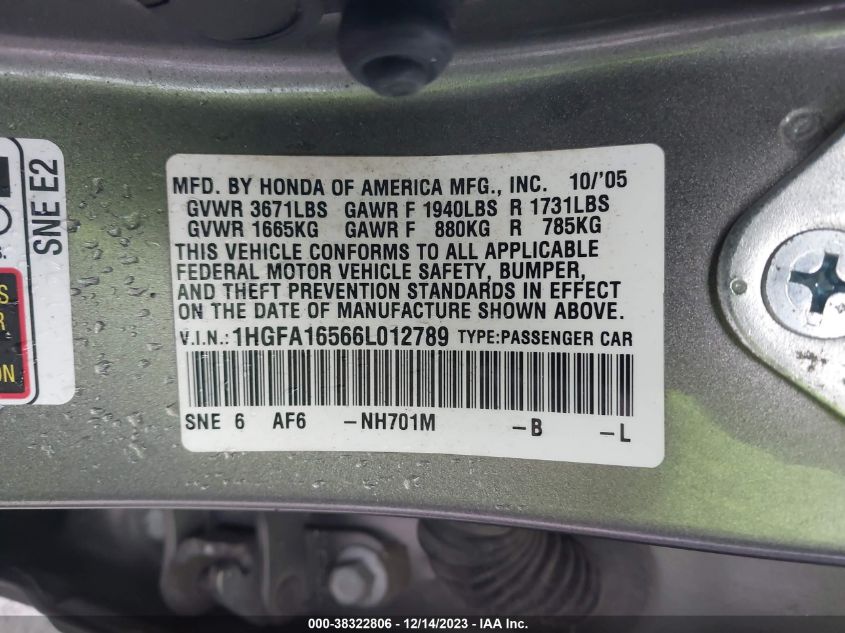 MFD. BY HONDA OF AMERICA MFG., INC. 10/'05
GVWR 3671LBS GAWR F 1940LBS R 1731LBS
GVWR 1665KG GAWR F 880KG R 785KG
THIS VEHICLE CONFORMS TO ALL APPLICABLE
FEDERAL MOTOR VEHICLE SAFETY, BUMPER,
AND THEFT PREVENTION STANDARDS IN EFFECT
ON THE DATE OF MANUFACTURE SHOWN ABOVE.
V.I.N.: 1HGFA16566L012789 TYPE:PASSENGER CAR
SNE 6 AF6 -NH701M -B -L
SNE E2
000-38322806 - 12/14/2023 - IAA Inc.